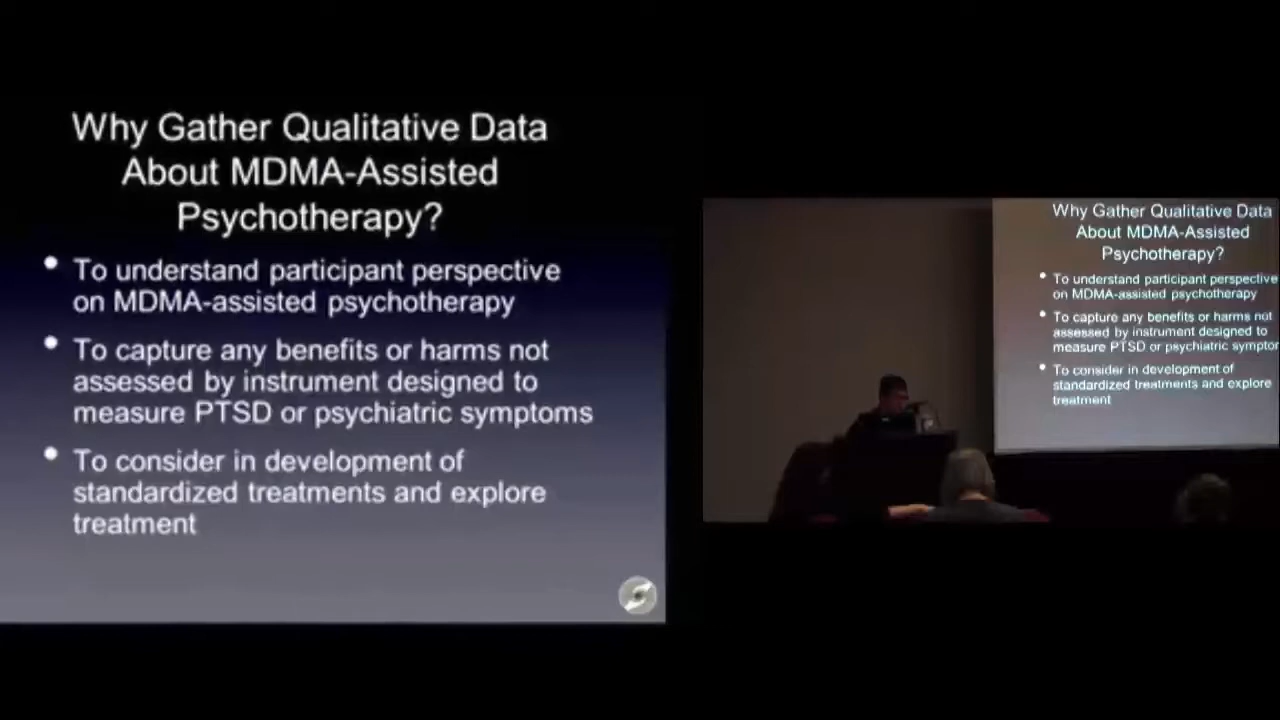 Why Gather Qualitative Data
About MDMA-Assisted
Psychotherapy?
• To understand participant perspective
on MDMA-assisted psychotherapy
• To capture any benefits or harms not
assessed by instrument designed to
measure PTSD or psychiatric symptoms
• To consider in development of
standardized treatments and explore
treatment
Why Gather Qualitative Data
About MDMA-Assisted
Psychotherapy?
• To understand participant perspective
on MDMA-assisted psychotherapy
• To capture any benefits or harms not
assessed by instrument designed to
measure PTSD or psychiatric symptor
• To consider in development of
standardized treatments and explore
treatment